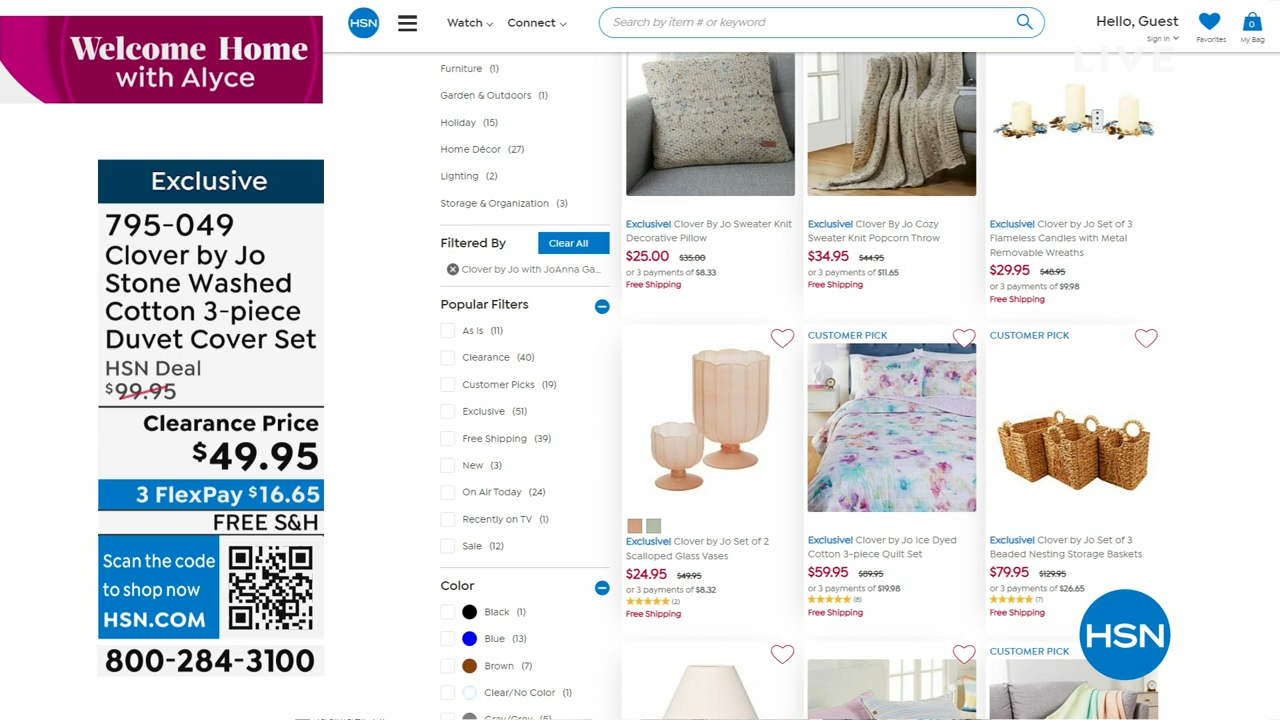 Welcome Home
with Alyce
Exclusive
795-049
Clover by Jo
Stone Washed
Cotton 3-piece
Duvet Cover Set
HSN Deal
$99.95
Clearance Price
$49.95
3 FlexPay $16.65
FREE S&H
Scan the code
to shop now
HSN.COM
800-284-3100
HSN
Watch
Connect
Search by item # or keyword
Hello, Guest
Sign In
Favorites
0
My Bag
LIVE
Furniture (1)
Garden & Outdoors (1)
Holiday (15)
Home Décor (27)
Lighting (2)
Storage & Organization (3)
Filtered By
Clear All
Clover by Jo with JoAnna Ga...
Popular Filters
As Is (11)
Clearance (40)
Customer Picks (19)
Exclusive (51)
Free Shipping (39)
New (3)
On Air Today (24)
Recently on TV (1)
Sale (12)
Color
Black (1)
Blue (13)
Brown (7)
Clear/No Color (1)
Gray/Grey (5)
Exclusive! Clover By Jo Sweater Knit
Decorative Pillow
$25.00 $35.00
or 3 payments of $8.33
Free Shipping
Exclusive! Clover By Jo Cozy
Sweater Knit Popcorn Throw
$34.95 $44.95
or 3 payments of $11.65
Free Shipping
Exclusive! Clover by Jo Set of 3
Flameless Candles with Metal
Removable Wreaths
$29.95 $48.95
or 3 payments of $9.98
Free Shipping
Exclusive! Clover by Jo Set of 2
Scalloped Glass Vases
$24.95 $49.95
or 3 payments of $8.32
(2)
Free Shipping
CUSTOMER PICK
Exclusive! Clover by Jo Ice Dyed
Cotton 3-piece Quilt Set
$59.95 $89.95
or 3 payments of $19.98
(8)
Free Shipping
CUSTOMER PICK
Exclusive! Clover by Jo Set of 3
Beaded Nesting Storage Baskets
$79.95 $129.95
or 3 payments of $26.65
(7)
Free Shipping
CUSTOMER PICK
HSN